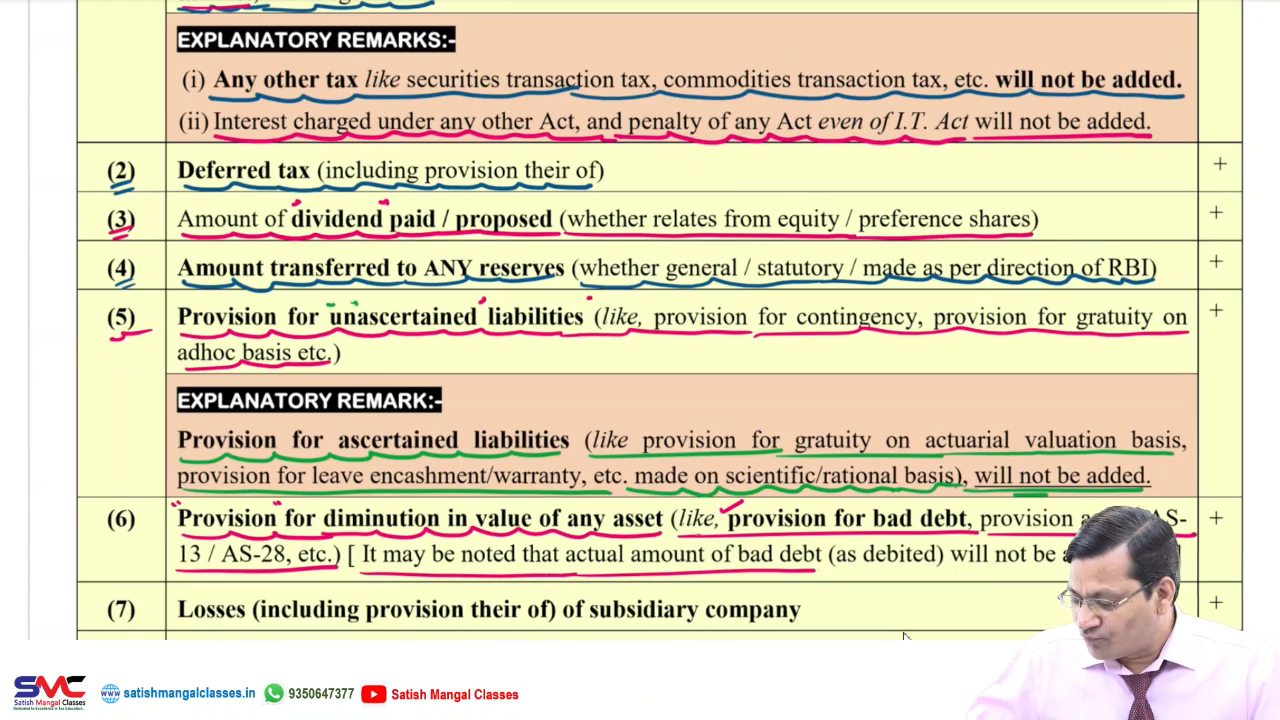 EXPLANATORY REMARKS:-
(i) Any other tax like securities transaction tax, commodities transaction tax, etc. will not be added.
(ii) Interest charged under any other Act, and penalty of any Act even of I.T. Act will not be added.
(2) Deferred tax (including provision their of) +
(3) Amount of dividend paid / proposed (whether relates from equity / preference shares) +
(4) Amount transferred to ANY reserves (whether general / statutory / made as per direction of RBI) +
(5) Provision for unascertained liabilities (like, provision for contingency, provision for gratuity on +
adhoc basis etc.)
EXPLANATORY REMARK:-
Provision for ascertained liabilities (like provision for gratuity on actuarial valuation basis,
provision for leave encashment/warranty, etc. made on scientific/rational basis), will not be added.
(6) Provision for diminution in value of any asset (like, provision for bad debt, provision AS- +
13 / AS-28, etc.) [ It may be noted that actual amount of bad debt (as debited) will not be
(7) Losses (including provision their of) of subsidiary company +
SMC
Satish Mangal Classes
satishmangalclasses.in 9350647377 Satish Mangal Classes